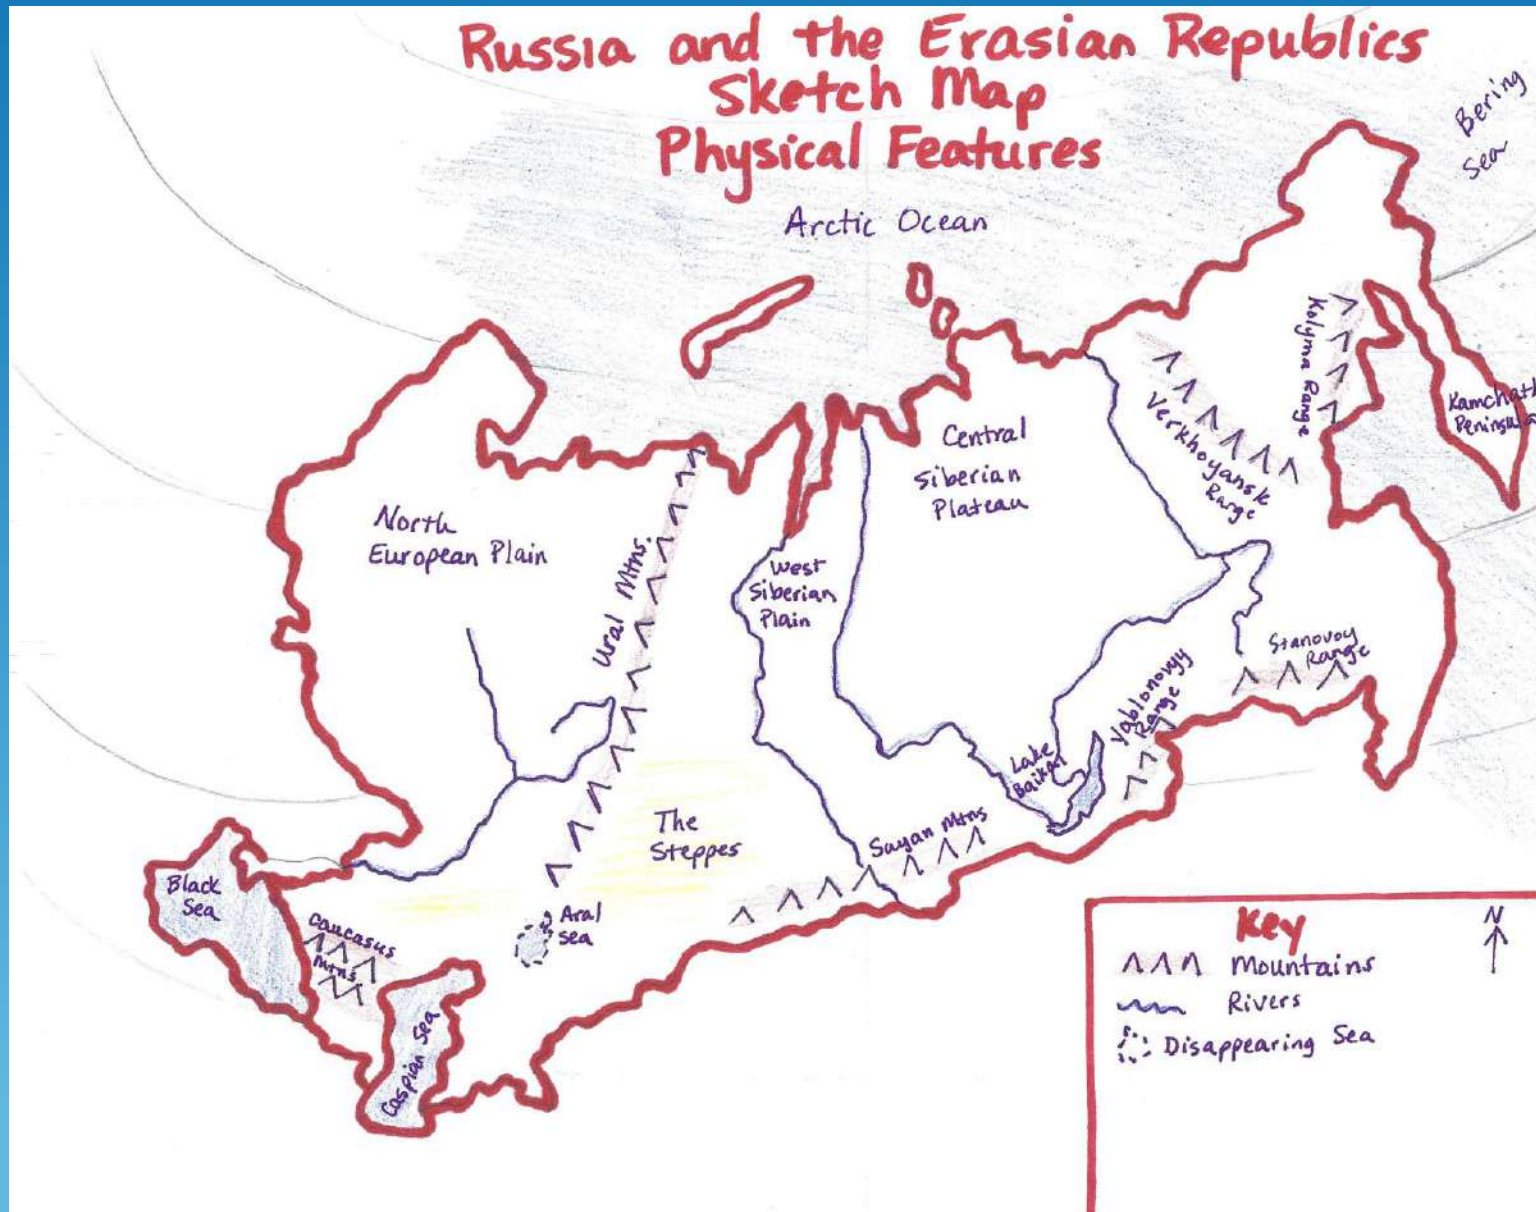 Russia and the Erasian Republics
Sketch Map
Physical Features
Bering
Sea
Arctic Ocean
Kolyma Range
Kamchatk
Peninsula
Verkhoyansk
Range
Central
Siberian
Plateau
North
European Plain
Ural Mtns.
West
Siberian
Plain
Stanovoy
Range
Yablonovyy
Range
Lake
Baikal
Sayan Mtns
The
Steppes
Black
Sea
Caucasus
Mtns
Aral
Sea
Caspian Sea
Key
N
Mountains
Rivers
Disappearing Sea